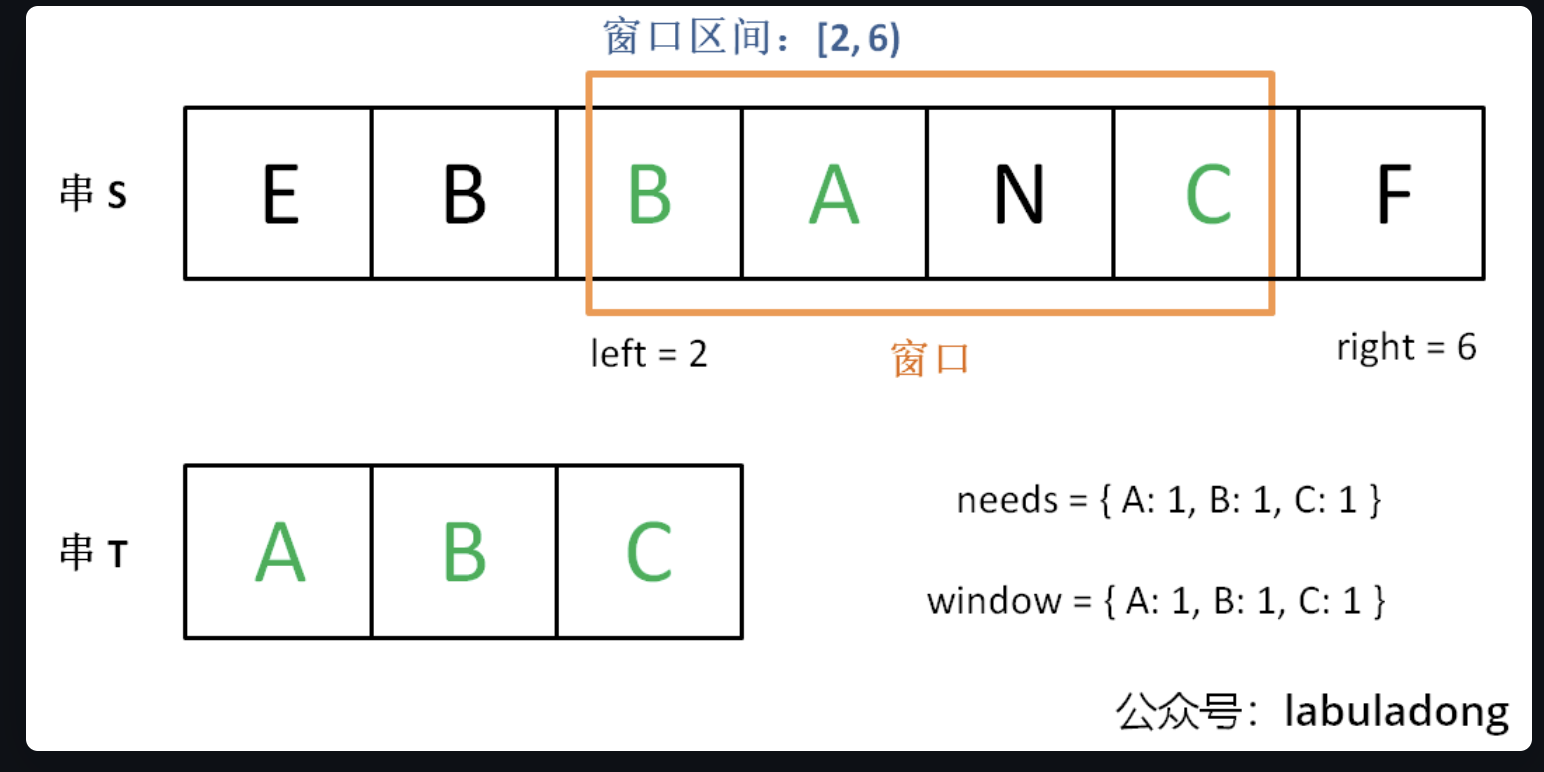 窗口区间：[2, 6)
串 S E B B A N C F
left = 2 窗口 right = 6
串 T A B C
needs = { A: 1, B: 1, C: 1 }
window = { A: 1, B: 1, C: 1 }
公众号：labuladong